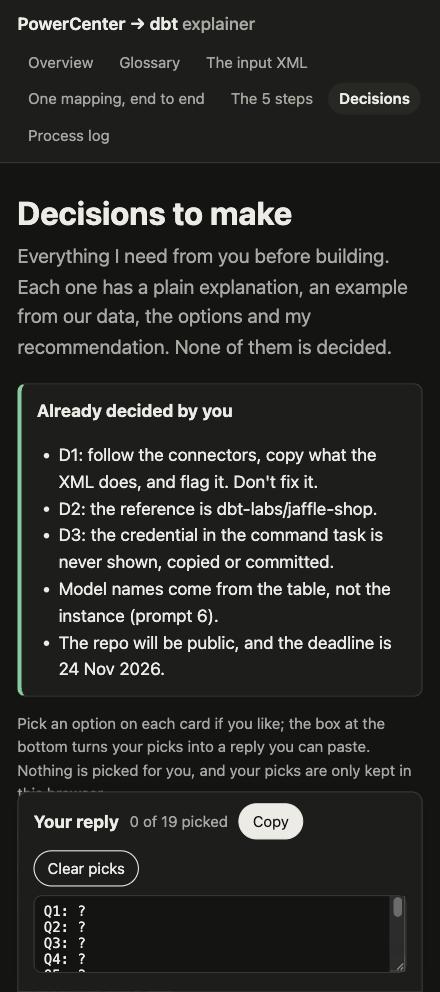 PowerCenter → dbt explainer
Overview Glossary The input XML
One mapping, end to end The 5 steps Decisions
Process log
Decisions to make
Everything I need from you before building.
Each one has a plain explanation, an example
from our data, the options and my
recommendation. None of them is decided.
Already decided by you
• D1: follow the connectors, copy what the
XML does, and flag it. Don't fix it.
• D2: the reference is dbt-labs/jaffle-shop.
• D3: the credential in the command task is
never shown, copied or committed.
• Model names come from the table, not the
instance (prompt 6).
• The repo will be public, and the deadline is
24 Nov 2026.
Pick an option on each card if you like; the box at the
bottom turns your picks into a reply you can paste.
Nothing is picked for you, and your picks are only kept in
Your reply 0 of 19 picked Copy
Clear picks
Q1: ?
Q2: ?
Q3: ?
Q4: ?